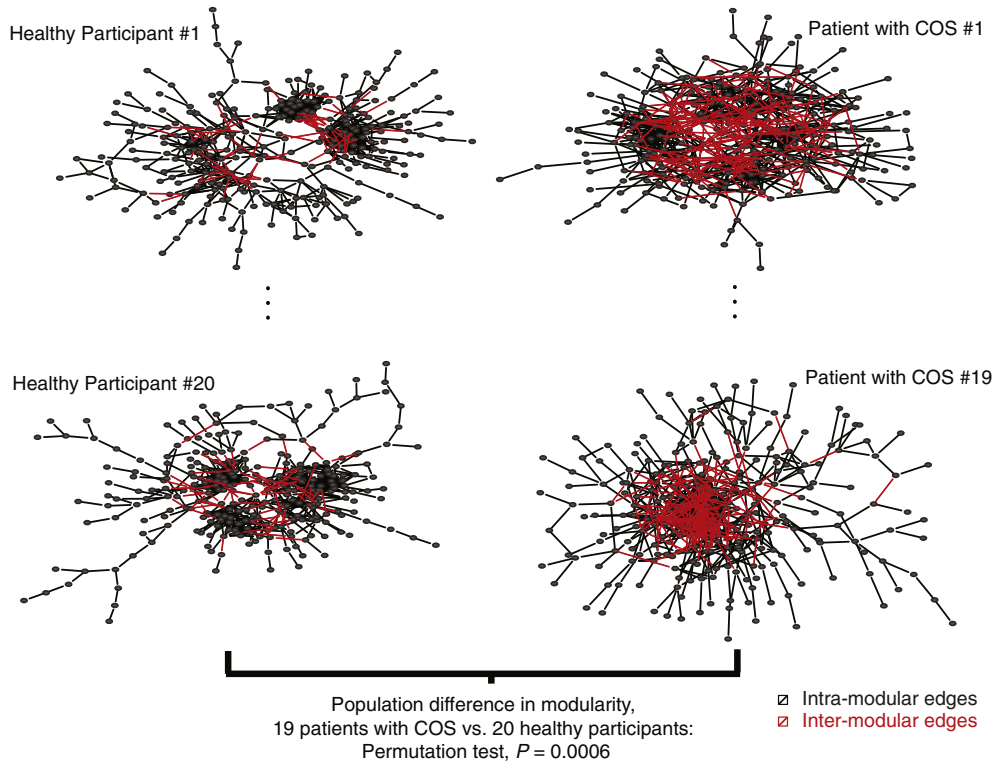 Healthy Participant #1
Patient with COS #1
Healthy Participant #20
Patient with COS #19
Population difference in modularity,
19 patients with COS vs. 20 healthy participants:
Permutation test, P = 0.0006
Intra-modular edges
Inter-modular edges